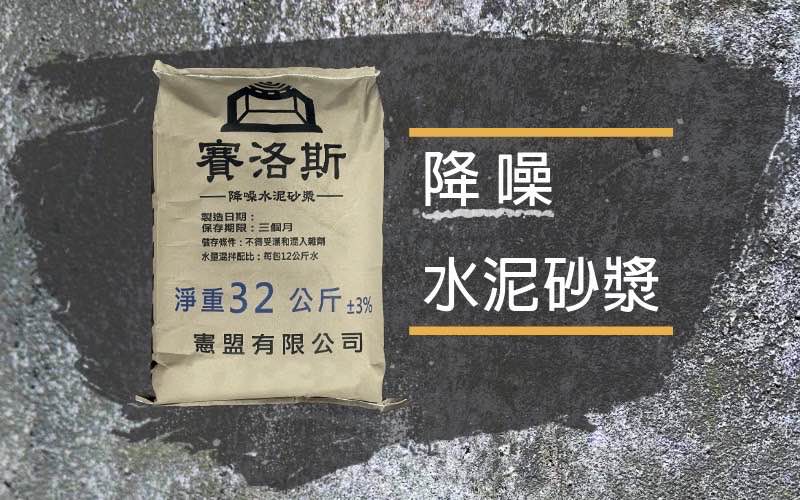 賽洛斯
降噪水泥砂漿
製造日期：
保存期限：三個月
儲存條件：不得受潮和混入雜劑
水量混拌配比：每包12公斤水
淨重32公斤±3%
憲盟有限公司
降噪
水泥砂漿